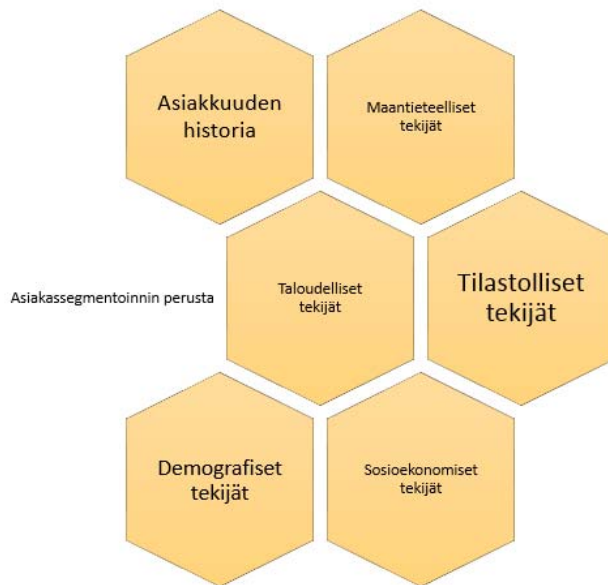 Asiakkuuden
historia
Maantieteelliset
tekijät
Asiakassegmentoinnin perusta
Taloudelliset
tekijät
Tilastolliset
tekijät
Demografiset
tekijät
Sosioekonomiset
tekijät